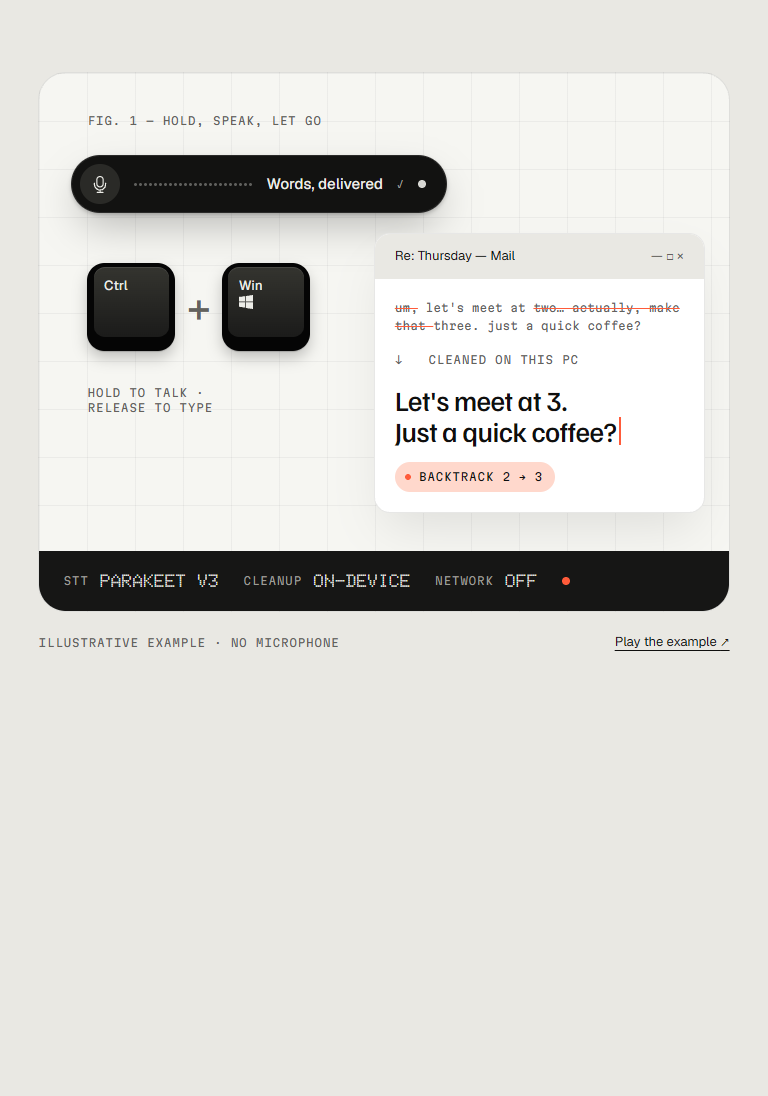 FIG. 1 — HOLD, SPEAK, LET GO
Words, delivered ✓
Ctrl
+
Win
HOLD TO TALK ·
RELEASE TO TYPE
Re: Thursday — Mail
um, let's meet at two… actually, make
that three. just a quick coffee?
↓ CLEANED ON THIS PC
Let's meet at 3.
Just a quick coffee?
BACKTRACK 2 → 3
STT PARAKEET V3 CLEANUP ON-DEVICE NETWORK OFF
ILLUSTRATIVE EXAMPLE · NO MICROPHONE
Play the example ↗